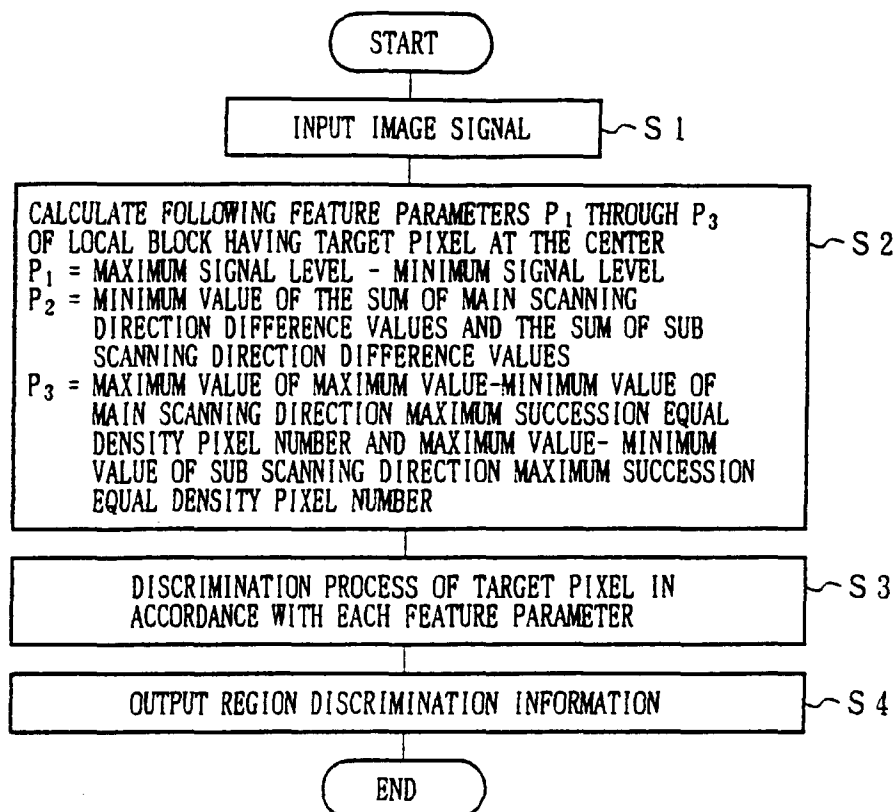 START
INPUT IMAGE SIGNAL
S 1
CALCULATE FOLLOWING FEATURE PARAMETERS P₁ THROUGH P₃
OF LOCAL BLOCK HAVING TARGET PIXEL AT THE CENTER
P₁ = MAXIMUM SIGNAL LEVEL - MINIMUM SIGNAL LEVEL
P₂ = MINIMUM VALUE OF THE SUM OF MAIN SCANNING
DIRECTION DIFFERENCE VALUES AND THE SUM OF SUB
SCANNING DIRECTION DIFFERENCE VALUES
P₃ = MAXIMUM VALUE OF MAXIMUM VALUE-MINIMUM VALUE OF
MAIN SCANNING DIRECTION MAXIMUM SUCCESSION EQUAL
DENSITY PIXEL NUMBER AND MAXIMUM VALUE- MINIMUM
VALUE OF SUB SCANNING DIRECTION MAXIMUM SUCCESSION
EQUAL DENSITY PIXEL NUMBER
S 2
DISCRIMINATION PROCESS OF TARGET PIXEL IN
ACCORDANCE WITH EACH FEATURE PARAMETER
S 3
OUTPUT REGION DISCRIMINATION INFORMATION
S 4
END